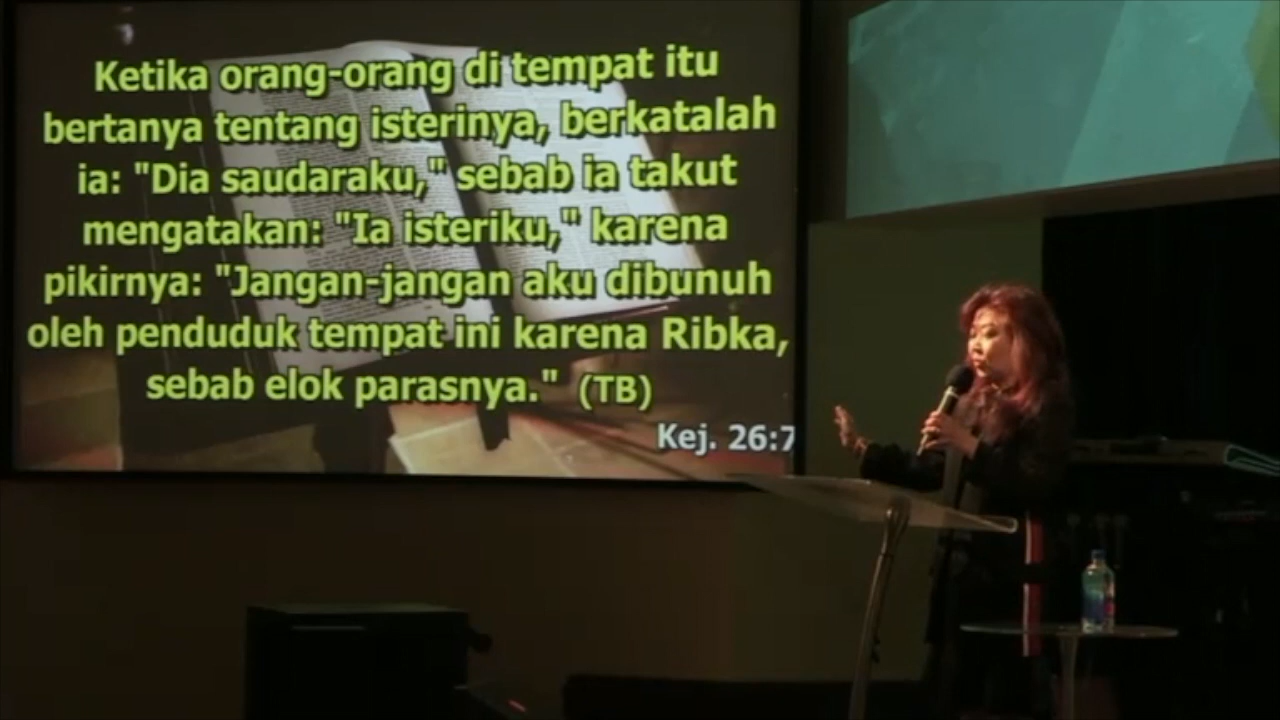 Ketika orang-orang di tempat itu
bertanya tentang isterinya, berkatalah
ia: "Dia saudaraku," sebab ia takut
mengatakan: "Ia isteriku," karena
pikirnya: "Jangan-jangan aku dibunuh
oleh penduduk tempat ini karena Ribka,
sebab elok parasnya." (TB)
Kej. 26:7